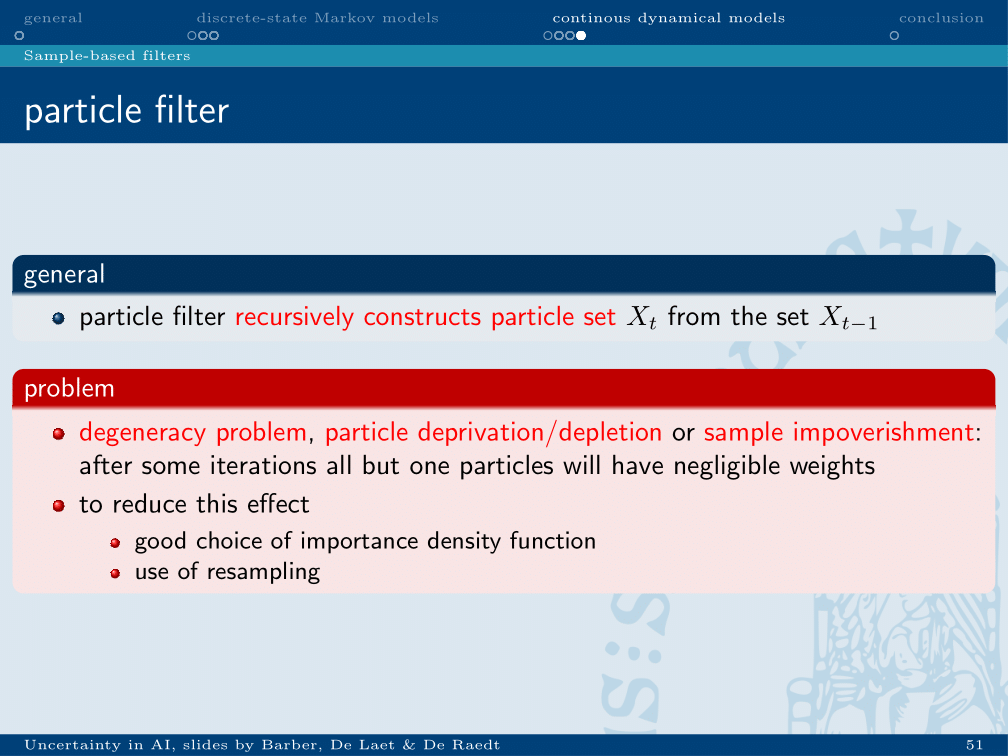 general discrete-state Markov models continous dynamical models conclusion
Sample-based filters
particle filter
general
particle filter recursively constructs particle set X_t from the set X_{t−1}
problem
degeneracy problem, particle deprivation/depletion or sample impoverishment:
after some iterations all but one particles will have negligible weights
to reduce this effect
good choice of importance density function
use of resampling
Uncertainty in AI, slides by Barber, De Laet & De Raedt 51